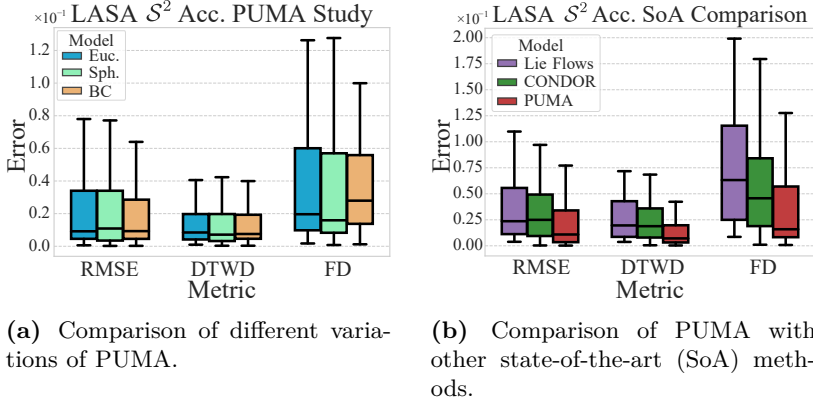 ×10⁻¹ LASA 𝒮² Acc. PUMA Study
Error
1.2
1.0
0.8
0.6
0.4
0.2
0.0
Model
Euc.
Sph.
BC
RMSE DTWD FD
Metric
(a) Comparison of different vari-
ations of PUMA.
×10⁻¹ LASA 𝒮² Acc. SoA Comparison
Error
2.00
1.75
1.50
1.25
1.00
0.75
0.50
0.25
0.00
Model
Lie Flows
CONDOR
PUMA
RMSE DTWD FD
Metric
(b) Comparison of PUMA with
other state-of-the-art (SoA) meth-
ods.